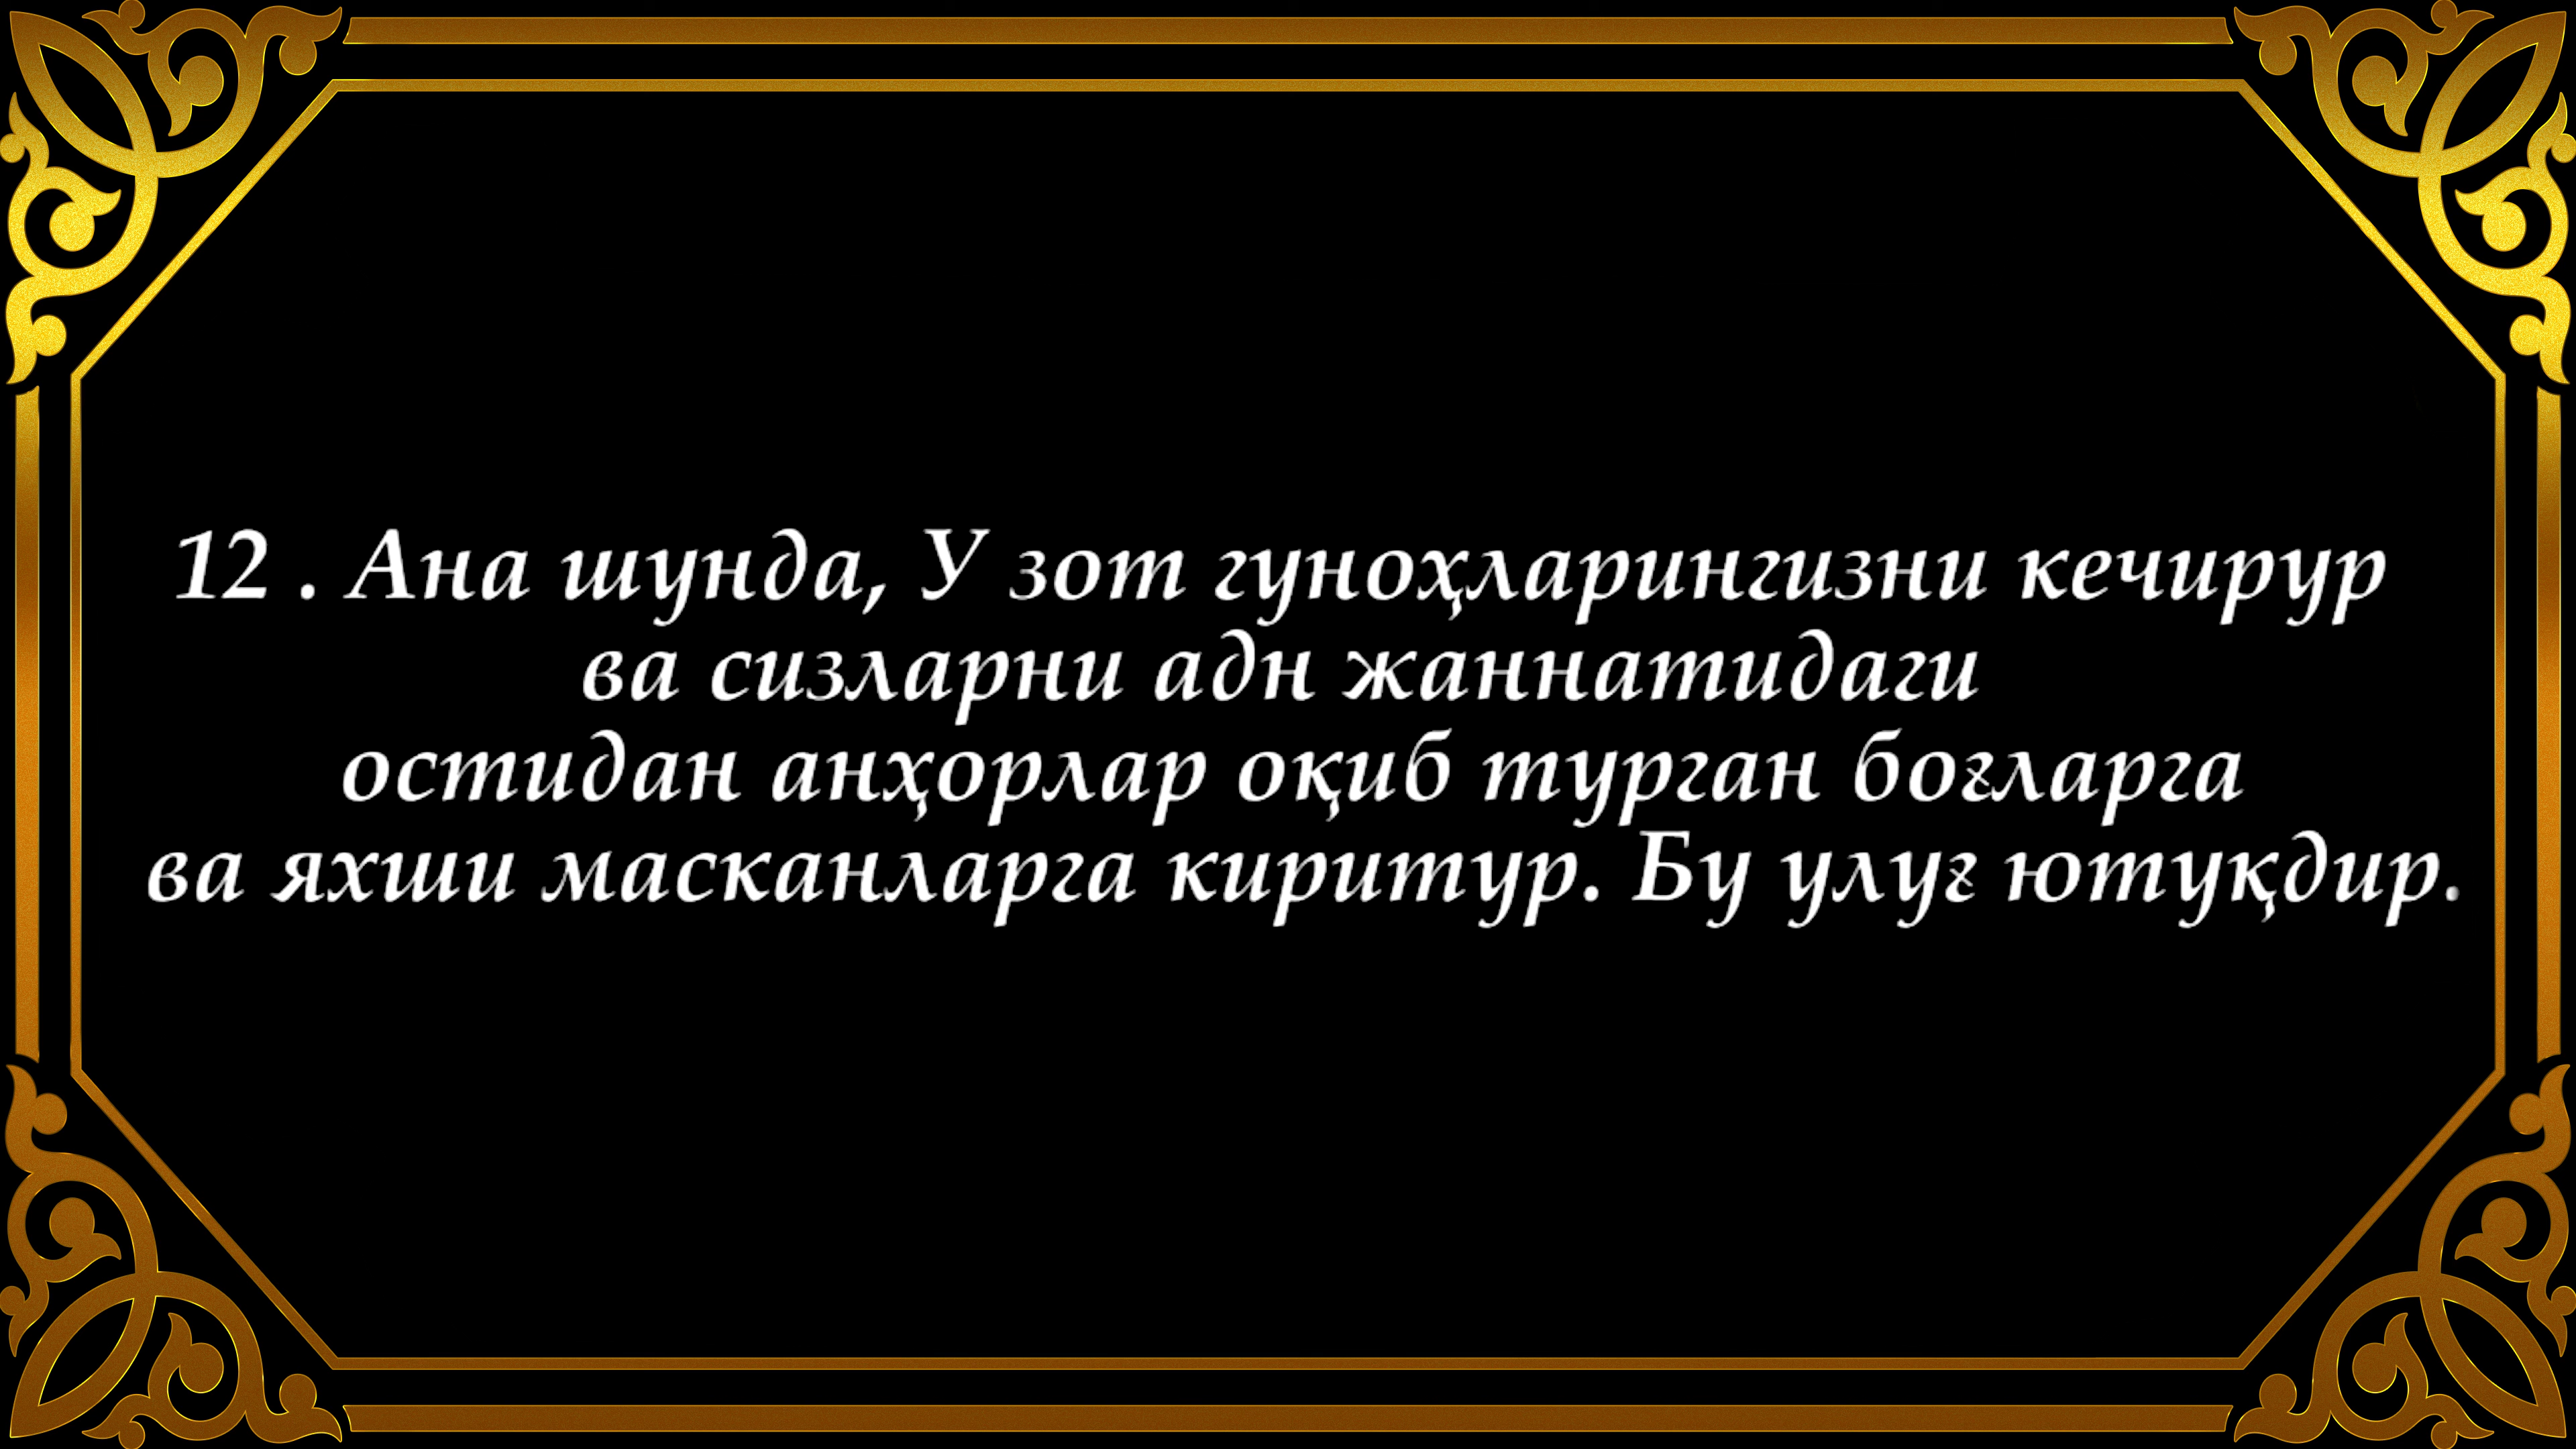 12 . Ана шунда, У зот гуноҳларингизни кечирур
ва сизларни адн жаннатидаги
остидан анҳорлар оқиб турган боғларга
ва яхши масканларга киритур. Бу улуғ ютуқдир.